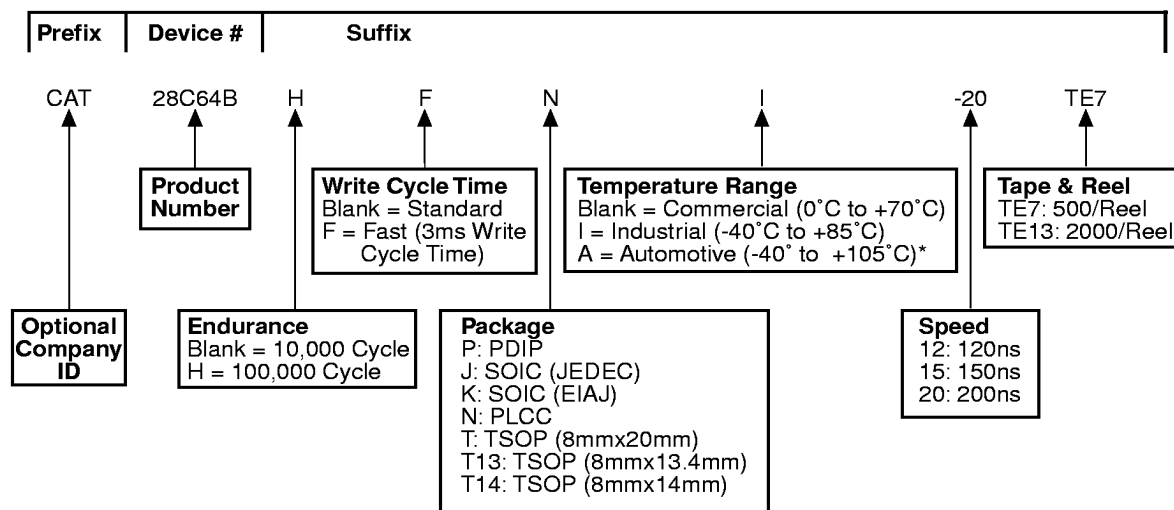 Prefix Device # Suffix
CAT 28C64B H F N I -20 TE7
Product
Number
Write Cycle Time
Blank = Standard
F = Fast (3ms Write
Cycle Time)
Temperature Range
Blank = Commercial (0˚C to +70˚C)
I = Industrial (-40˚C to +85˚C)
A = Automotive (-40˚ to +105˚C)*
Tape & Reel
TE7: 500/Reel
TE13: 2000/Reel
Optional
Company
ID
Endurance
Blank = 10,000 Cycle
H = 100,000 Cycle
Package
P: PDIP
J: SOIC (JEDEC)
K: SOIC (EIAJ)
N: PLCC
T: TSOP (8mmx20mm)
T13: TSOP (8mmx13.4mm)
T14: TSOP (8mmx14mm)
Speed
12: 120ns
15: 150ns
20: 200ns